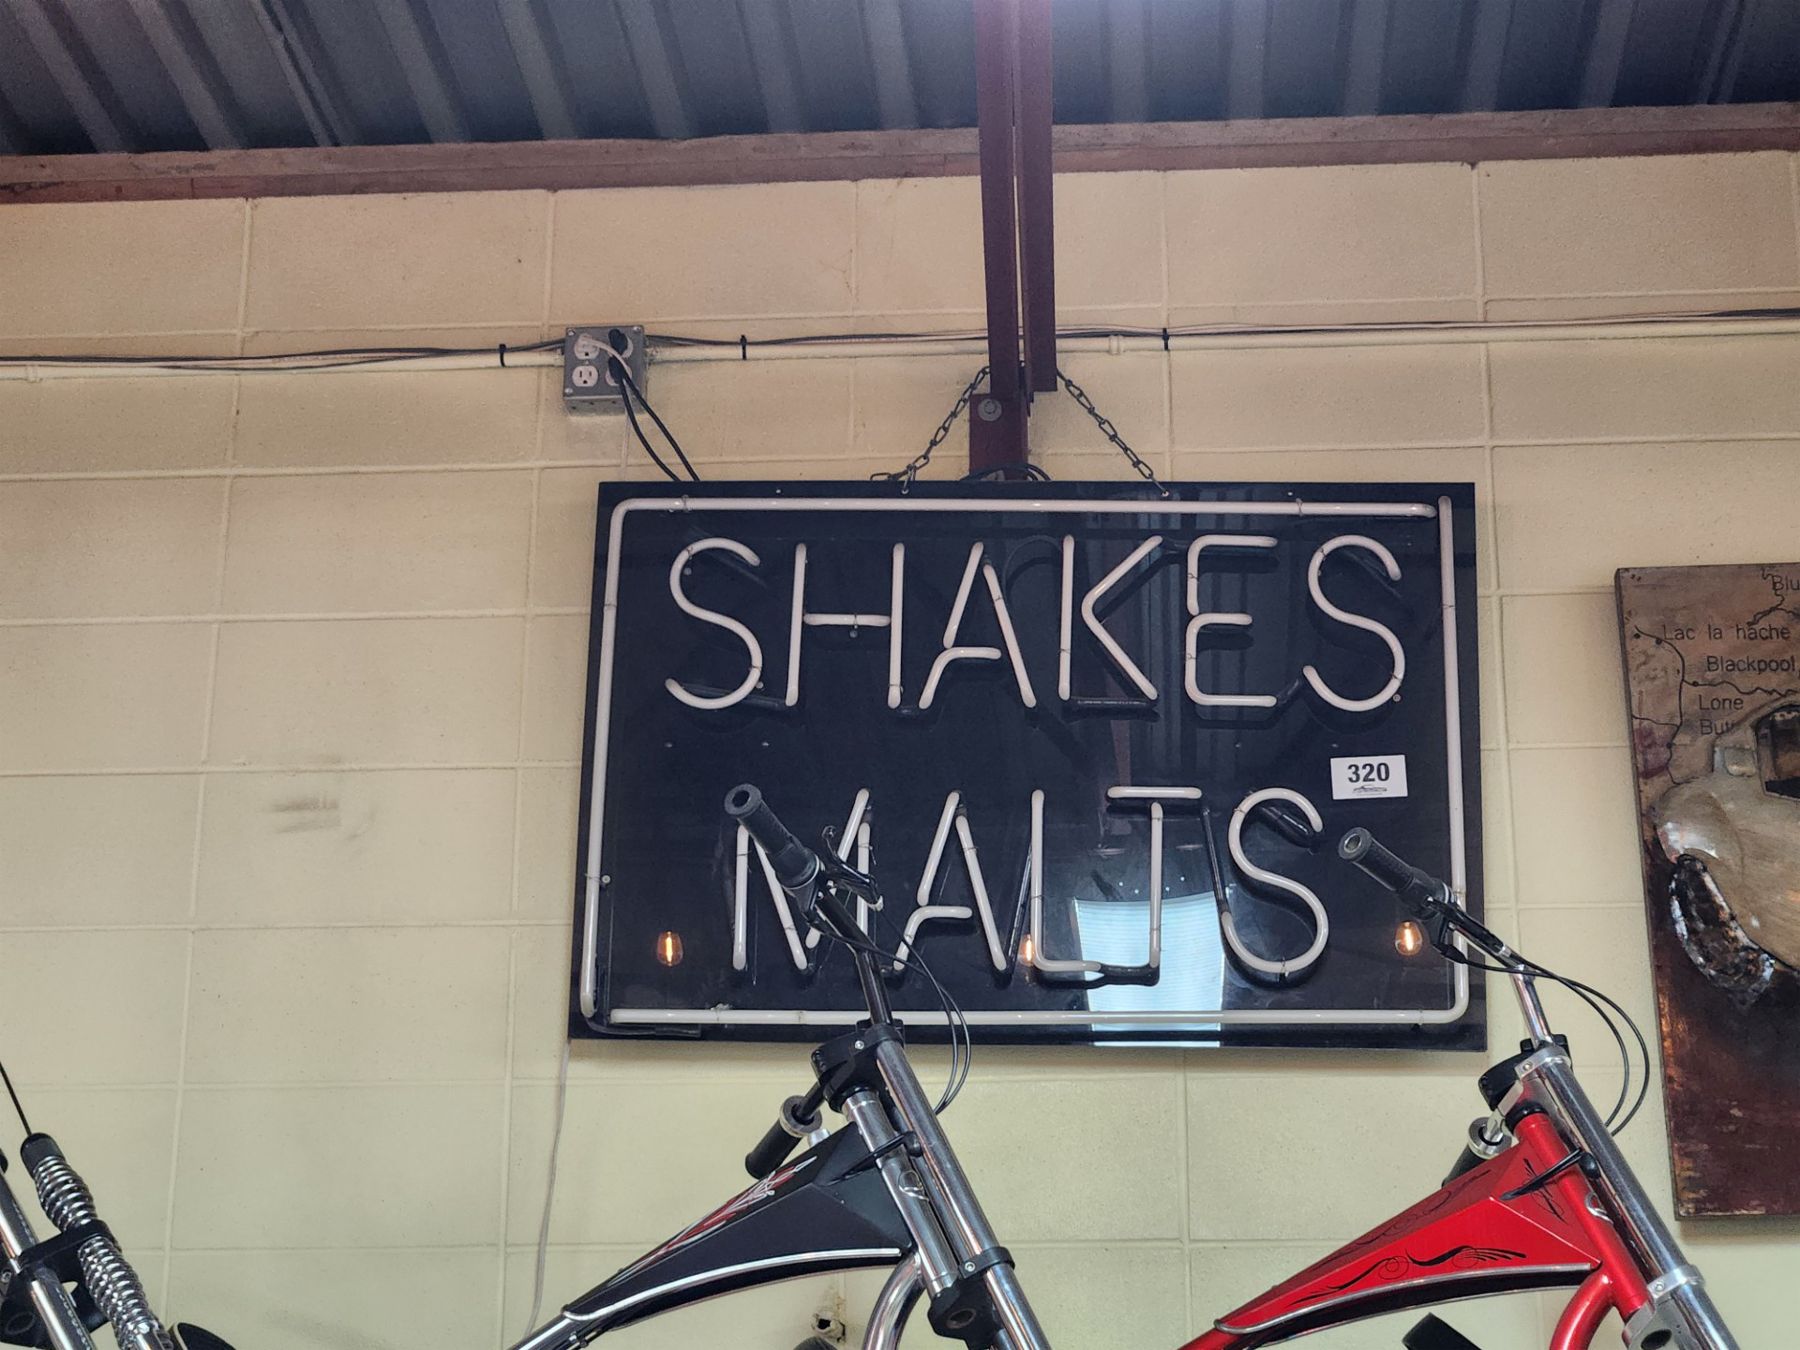 SHAKES
MALTS
320
Lac la hache
Blackpool
Lone